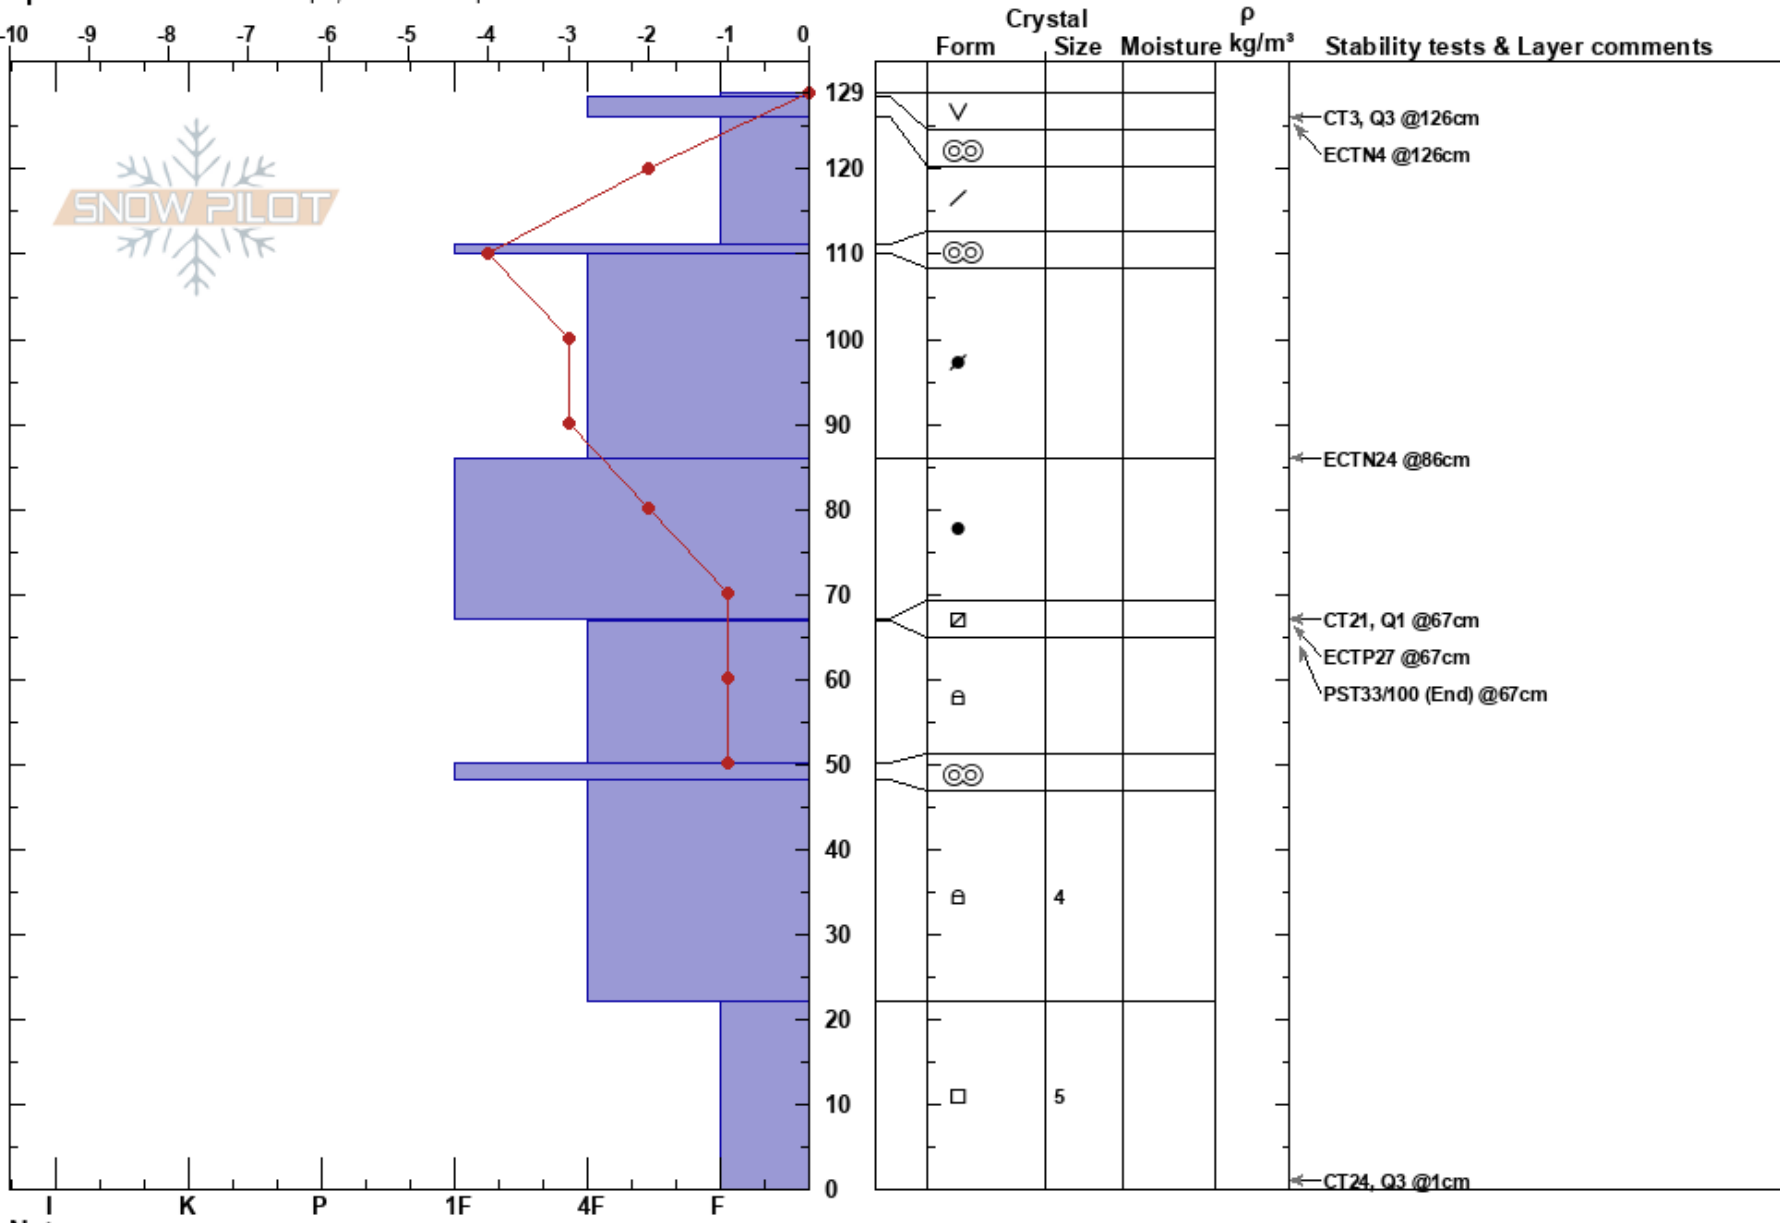 -10 -9 -8 -7 -6 -5 -4 -3 -2 -1 0
Crystal ρ
Form Size Moisture kg/m³ Stability tests & Layer comments
129
CT3, Q3 @126cm
ECTN4 @126cm
120
SNOW PILOT
110
100
90
ECTN24 @86cm
80
70
CT21, Q1 @67cm
ECTP27 @67cm
60
PST33/100 (End) @67cm
50
40
4
30
20
10
5
CT24, Q3 @1cm
0
I K P 1F 4F F